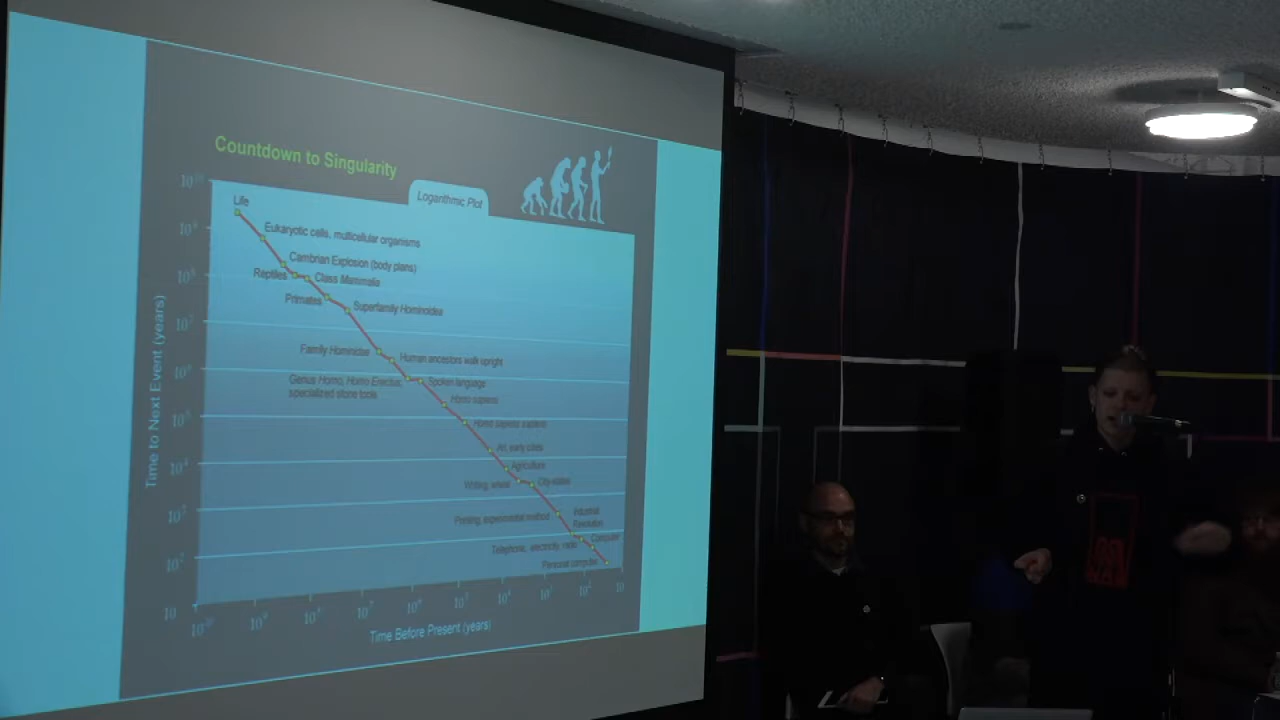 Countdown to Singularity
Logarithmic Plot
Life
Eukaryotic cells, multicellular organisms
Cambrian Explosion (body plans)
Reptiles
Class Mammalia
Primates
Superfamily Hominoidea
Family Hominidae
Human ancestors walk upright
Genus Homo, Homo Erectus,
specialized stone tools
Spoken language
Homo sapiens
Homo sapiens sapiens
Art, early cities
Agriculture
Writing, wheel
City-states
Printing, experimental method
Industrial
Revolution
Telephone, electricity, radio
Computer
Personal computer
Time to Next Event (years)
10
Time Before Present (years)
10